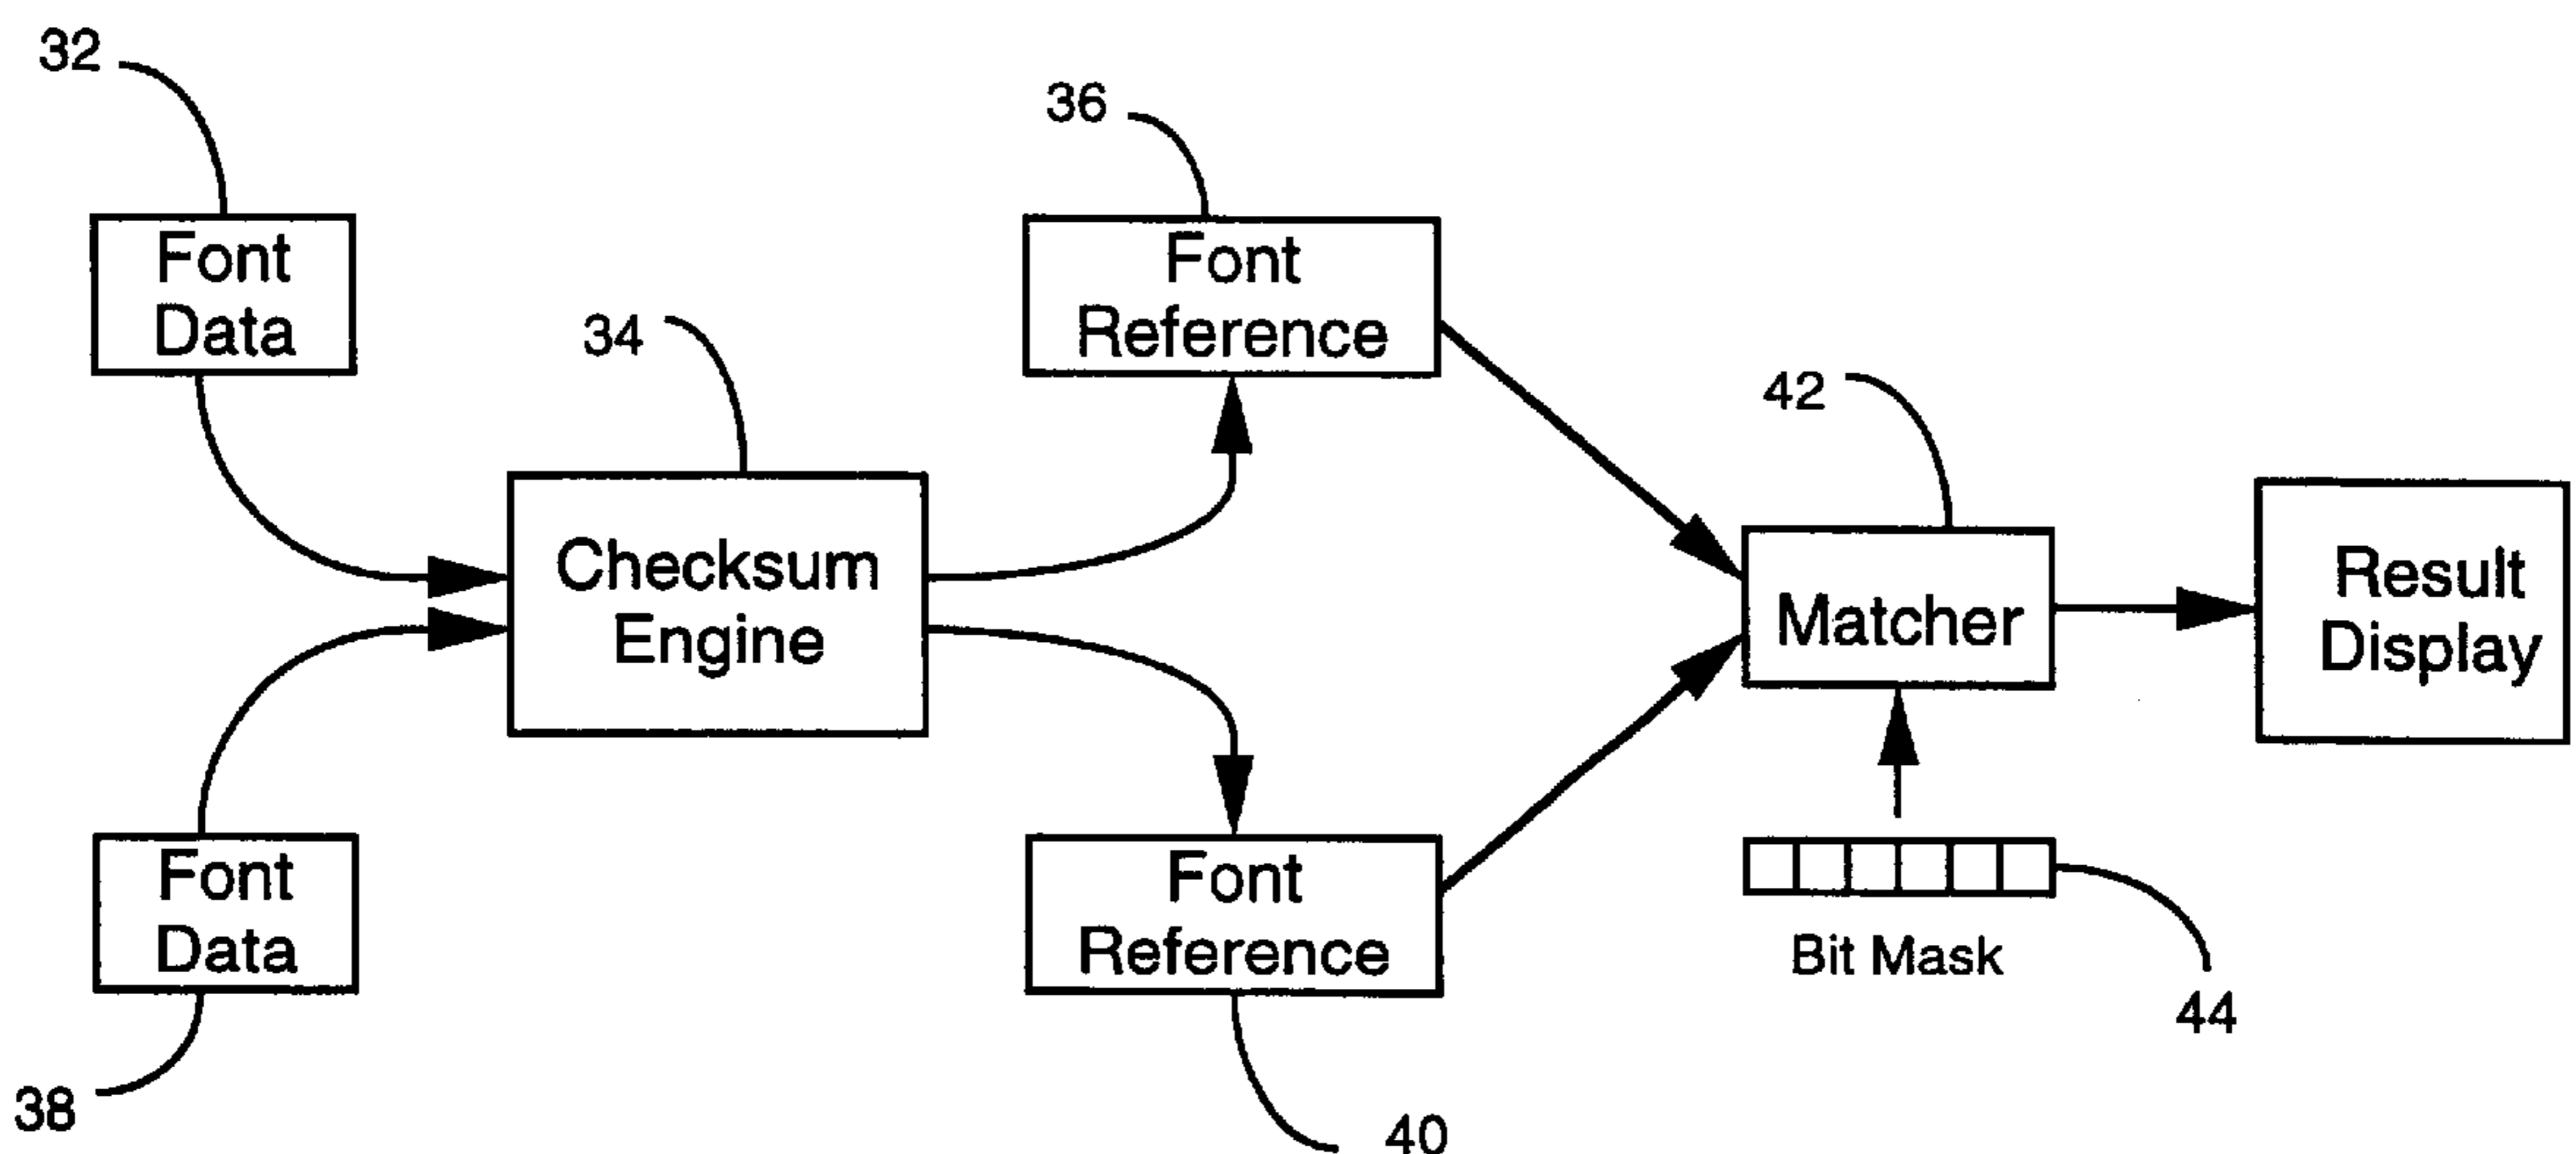 32
Font
Data
34
Checksum
Engine
36
Font
Reference
42
Matcher
Result
Display
Font
Data
38
Font
Reference
40
Bit Mask
44